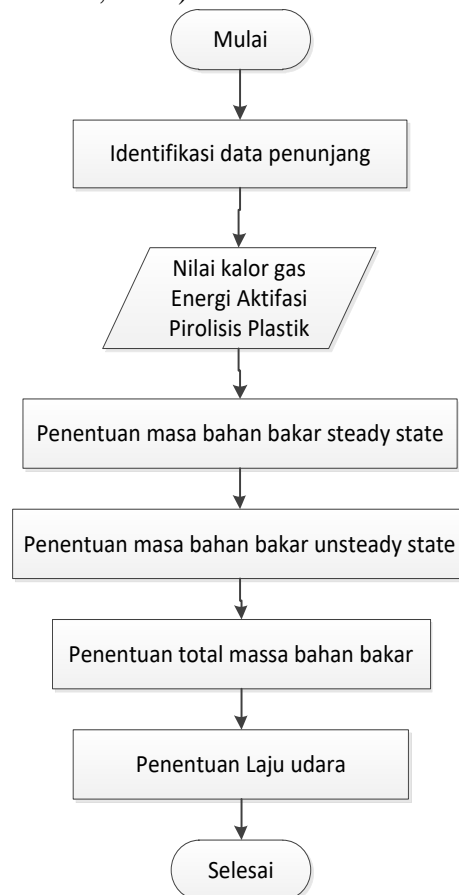 Mulai
Identifikasi data penunjang
Nilai kalor gas
Energi Aktifasi
Pirolisis Plastik
Penentuan masa bahan bakar steady state
Penentuan masa bahan bakar unsteady state
Penentuan total massa bahan bakar
Penentuan Laju udara
Selesai